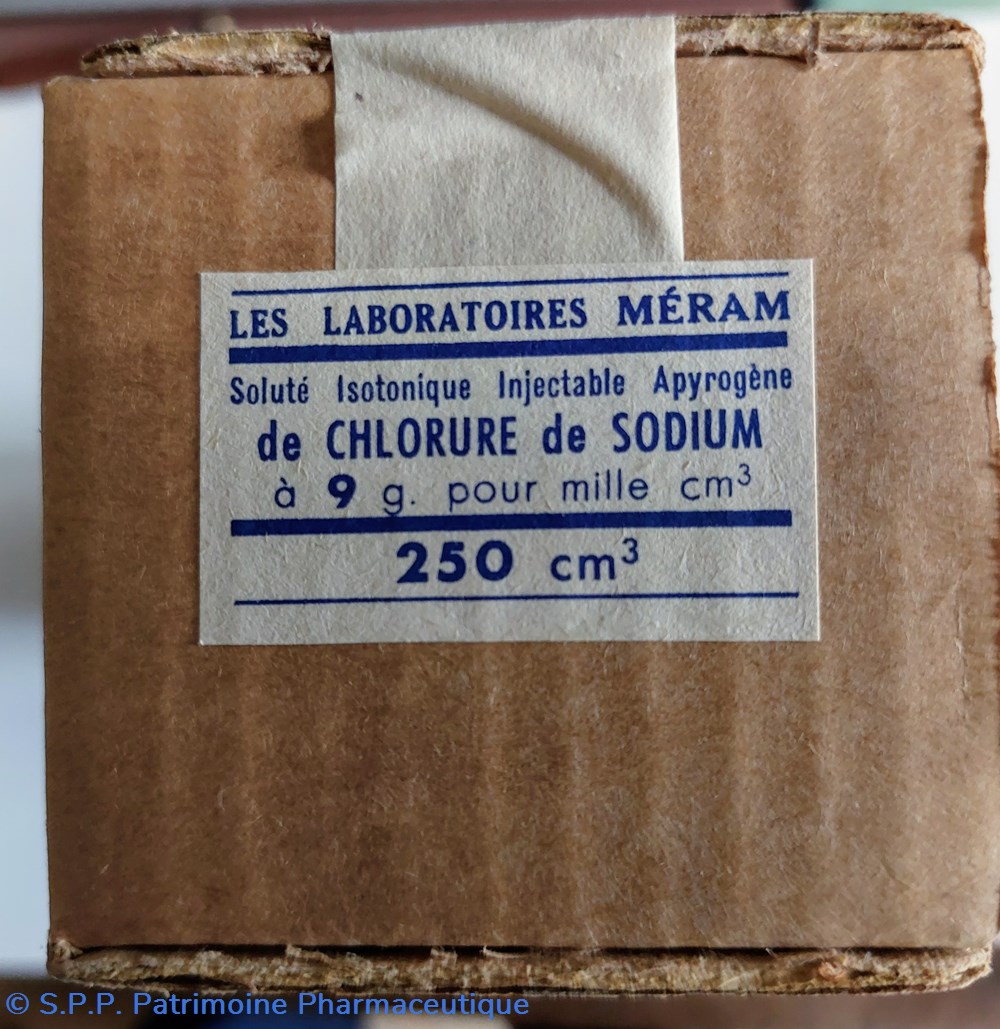 LES LABORATOIRES MÉRAM
Soluté Isotonique Injectable Apyrogène
de CHLORURE de SODIUM
à 9 g. pour mille cm³
250 cm³
© S.P.P. Patrimoine Pharmaceutique